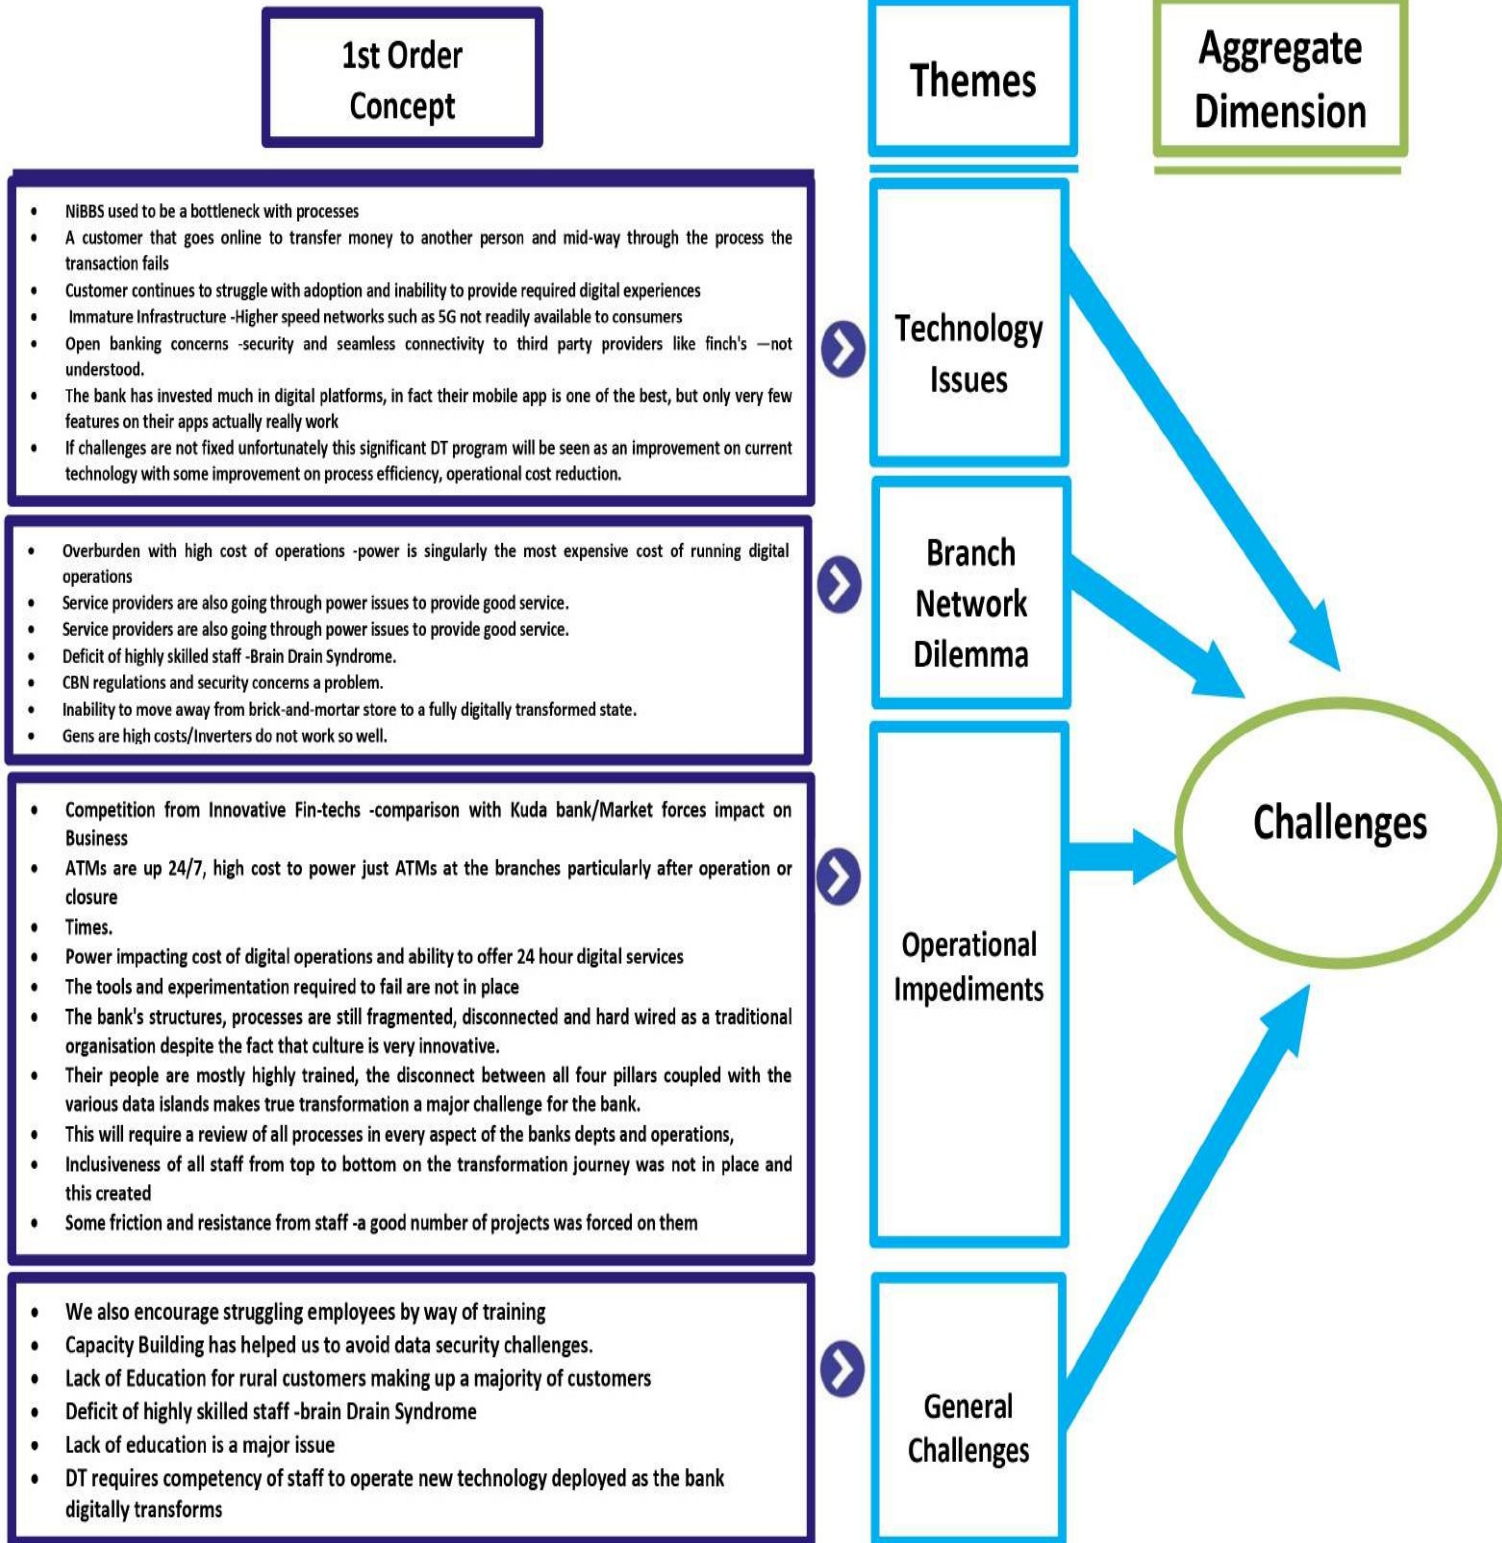 1st Order
Concept
Themes
Aggregate
Dimension
• NiBBS used to be a bottleneck with processes
• A customer that goes online to transfer money to another person and mid-way through the process the
transaction fails
• Customer continues to struggle with adoption and inability to provide required digital experiences
• Immature Infrastructure -Higher speed networks such as 5G not readily available to consumers
• Open banking concerns -security and seamless connectivity to third party providers like finch's —not
understood.
• The bank has invested much in digital platforms, in fact their mobile app is one of the best, but only very few
features on their apps actually really work
• If challenges are not fixed unfortunately this significant DT program will be seen as an improvement on current
technology with some improvement on process efficiency, operational cost reduction.
Technology
Issues
• Overburden with high cost of operations -power is singularly the most expensive cost of running digital
operations
• Service providers are also going through power issues to provide good service.
• Service providers are also going through power issues to provide good service.
• Deficit of highly skilled staff -Brain Drain Syndrome.
• CBN regulations and security concerns a problem.
• Inability to move away from brick-and-mortar store to a fully digitally transformed state.
• Gens are high costs/Inverters do not work so well.
Branch
Network
Dilemma
• Competition from Innovative Fin-techs -comparison with Kuda bank/Market forces impact on
Business
• ATMs are up 24/7, high cost to power just ATMs at the branches particularly after operation or
closure
• Times.
• Power impacting cost of digital operations and ability to offer 24 hour digital services
• The tools and experimentation required to fail are not in place
• The bank's structures, processes are still fragmented, disconnected and hard wired as a traditional
organisation despite the fact that culture is very innovative.
• Their people are mostly highly trained, the disconnect between all four pillars coupled with the
various data islands makes true transformation a major challenge for the bank.
• This will require a review of all processes in every aspect of the banks depts and operations,
• Inclusiveness of all staff from top to bottom on the transformation journey was not in place and
this created
• Some friction and resistance from staff -a good number of projects was forced on them
Operational
Impediments
• We also encourage struggling employees by way of training
• Capacity Building has helped us to avoid data security challenges.
• Lack of Education for rural customers making up a majority of customers
• Deficit of highly skilled staff -brain Drain Syndrome
• Lack of education is a major issue
• DT requires competency of staff to operate new technology deployed as the bank
digitally transforms
General
Challenges
Challenges